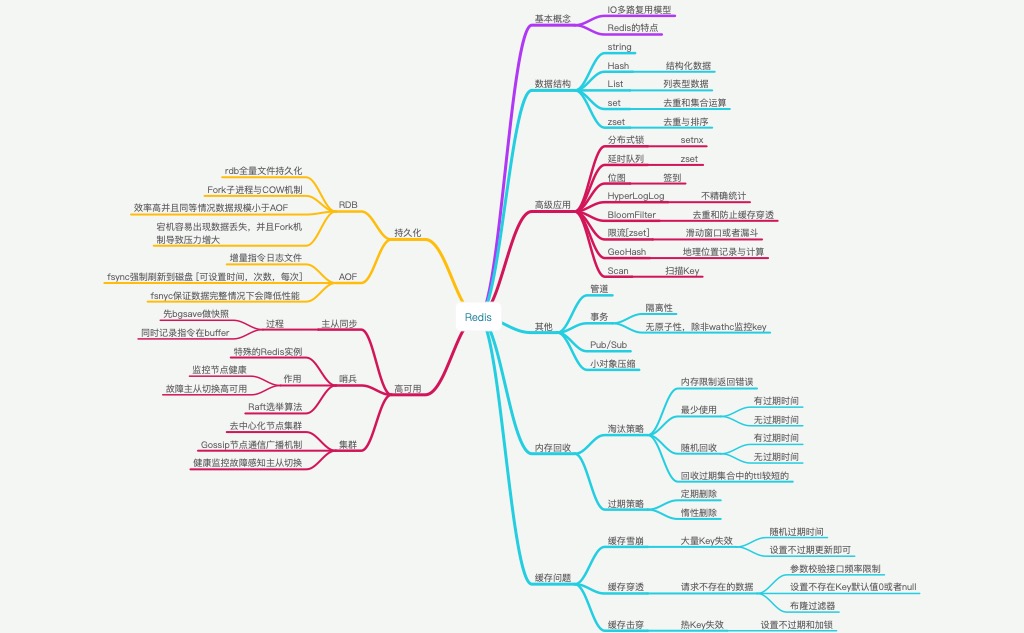 Redis
基本概念
IO多路复用模型
Redis的特点
数据结构
string
Hash
结构化数据
List
列表型数据
set
去重和集合运算
zset
去重与排序
高级应用
分布式锁
setnx
延时队列
zset
位图
签到
HyperLogLog
不精确统计
BloomFilter
去重和防止缓存穿透
限流[zset]
滑动窗口或者漏斗
GeoHash
地理位置记录与计算
Scan
扫描Key
其他
管道
事务
隔离性
无原子性，除非wathc监控key
Pub/Sub
小对象压缩
内存回收
淘汰策略
内存限制返回错误
最少使用
有过期时间
无过期时间
随机回收
有过期时间
无过期时间
回收过期集合中的ttl较短的
过期策略
定期删除
惰性删除
缓存问题
缓存雪崩
大量Key失效
随机过期时间
设置不过期更新即可
缓存穿透
请求不存在的数据
参数校验接口频率限制
设置不存在Key默认值0或者null
布隆过滤器
缓存击穿
热Key失效
设置不过期和加锁
持久化
RDB
rdb全量文件持久化
Fork子进程与COW机制
效率高并且同等情况数据规模小于AOF
宕机容易出现数据丢失，并且Fork机
制导致压力增大
AOF
增量指令日志文件
fsync强制刷新到磁盘 [可设置时间，次数，每次]
fsnyc保证数据完整情况下会降低性能
高可用
主从同步
过程
先bgsave做快照
同时记录指令在buffer
哨兵
特殊的Redis实例
作用
监控节点健康
故障主从切换高可用
Raft选举算法
集群
去中心化节点集群
Gossip节点通信广播机制
健康监控故障感知主从切换